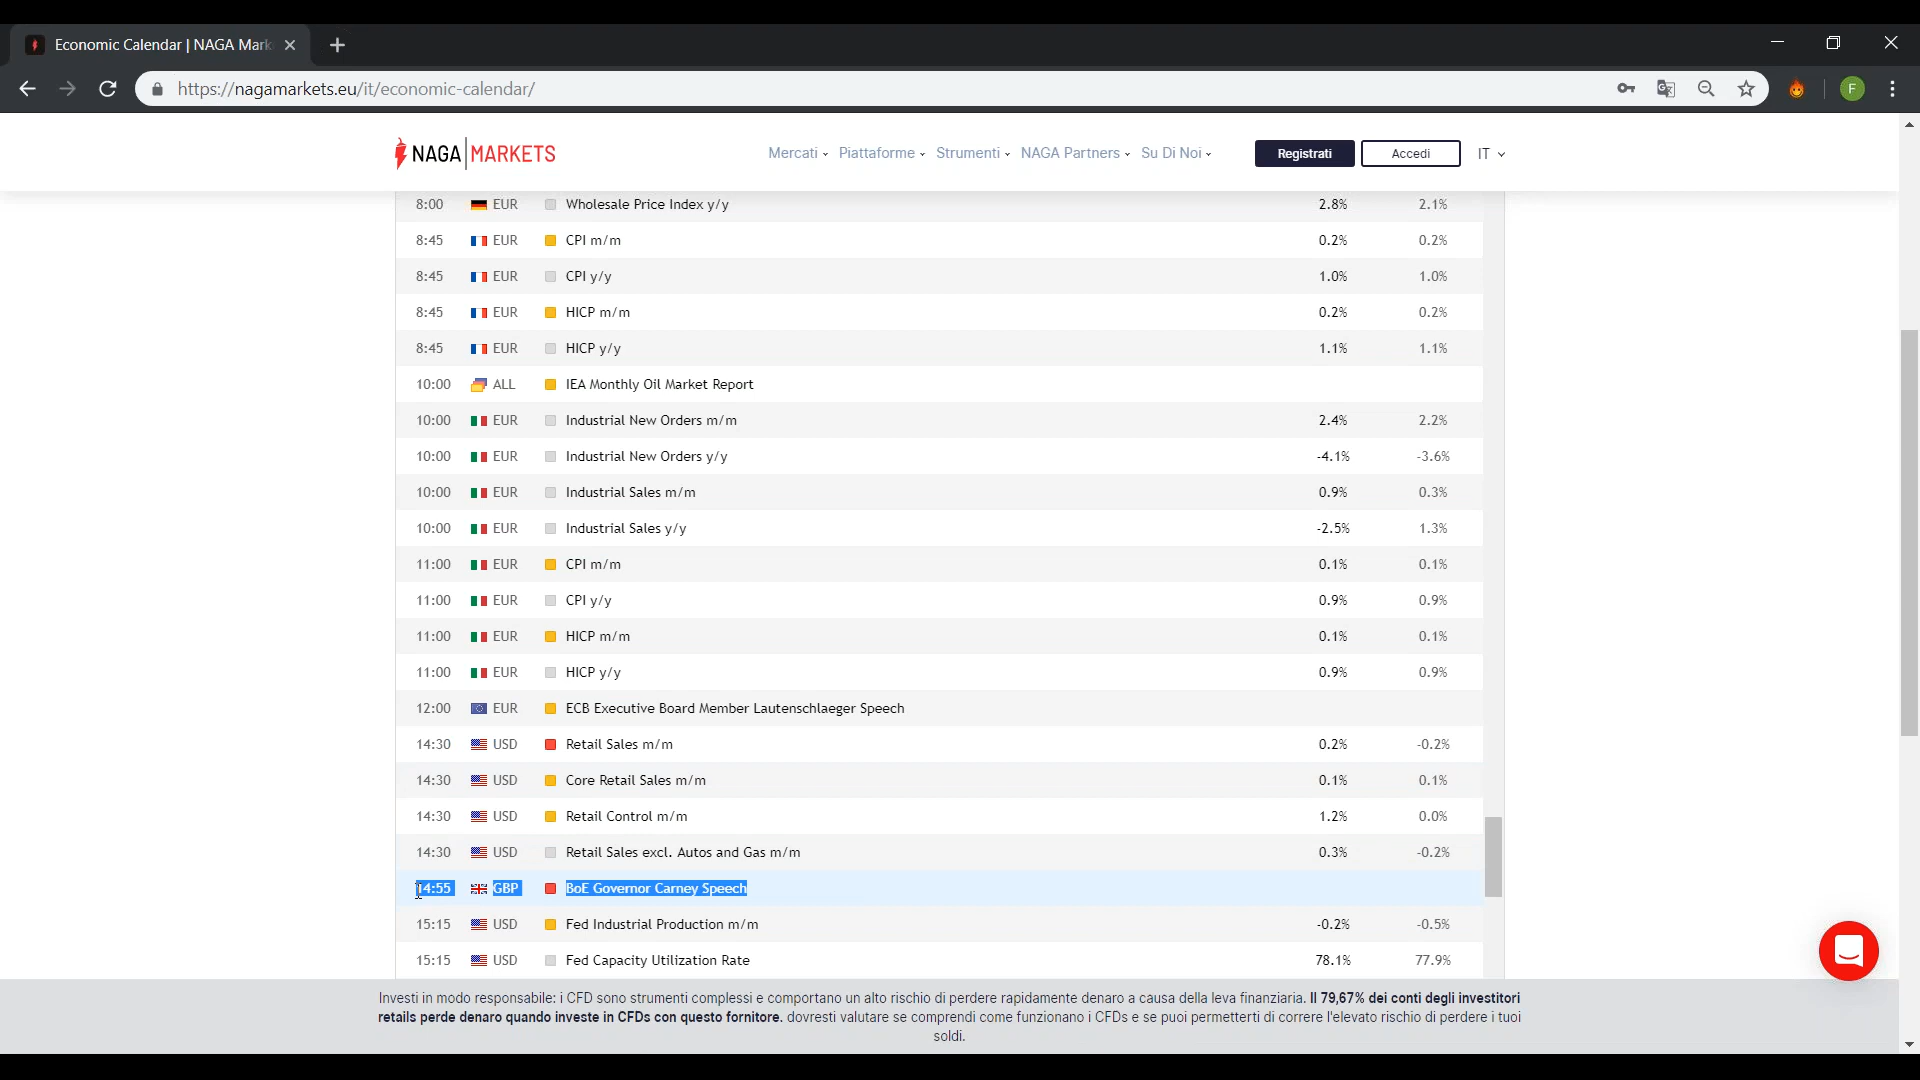 Economic Calendar | NAGA Mark
https://nagamarkets.eu/it/economic-calendar/
F
NAGA MARKETS
Mercati Piattaforme Strumenti NAGA Partners Su Di Noi Registrati Accedi IT
8:00 EUR Wholesale Price Index y/y 2.8% 2.1%
8:45 EUR CPI m/m 0.2% 0.2%
8:45 EUR CPI y/y 1.0% 1.0%
8:45 EUR HICP m/m 0.2% 0.2%
8:45 EUR HICP y/y 1.1% 1.1%
10:00 ALL IEA Monthly Oil Market Report
10:00 EUR Industrial New Orders m/m 2.4% 2.2%
10:00 EUR Industrial New Orders y/y -4.1% -3.6%
10:00 EUR Industrial Sales m/m 0.9% 0.3%
10:00 EUR Industrial Sales y/y -2.5% 1.3%
11:00 EUR CPI m/m 0.1% 0.1%
11:00 EUR CPI y/y 0.9% 0.9%
11:00 EUR HICP m/m 0.1% 0.1%
11:00 EUR HICP y/y 0.9% 0.9%
12:00 EUR ECB Executive Board Member Lautenschlaeger Speech
14:30 USD Retail Sales m/m 0.2% -0.2%
14:30 USD Core Retail Sales m/m 0.1% 0.1%
14:30 USD Retail Control m/m 1.2% 0.0%
14:30 USD Retail Sales excl. Autos and Gas m/m 0.3% -0.2%
14:55 GBP BoE Governor Carney Speech
15:15 USD Fed Industrial Production m/m -0.2% -0.5%
15:15 USD Fed Capacity Utilization Rate 78.1% 77.9%
Investi in modo responsabile: i CFD sono strumenti complessi e comportano un alto rischio di perdere rapidamente denaro a causa della leva finanziaria. Il 79,67% dei conti degli investitori
retails perde denaro quando investe in CFDs con questo fornitore. dovresti valutare se comprendi come funzionano i CFDs e se puoi permetterti di correre l'elevato rischio di perdere i tuoi
soldi.